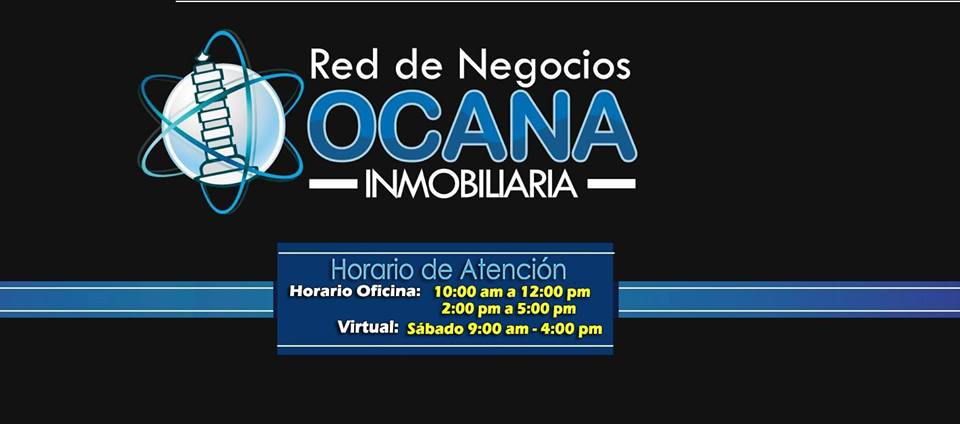 Red de Negocios
OCANA
INMOBILIARIA
Horario de Atención
Horario Oficina: 10:00 am a 12:00 pm
2:00 pm a 5:00 pm
Virtual: Sábado 9:00 am - 4:00 pm